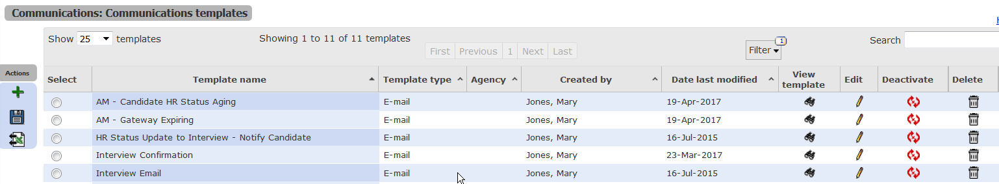 Communications: Communications templates
H
Show 25 templates
Showing 1 to 11 of 11 templates
First Previous 1 Next Last
Filter 1
Search
Actions
Select Template name Template type Agency Created by Date last modified View template Edit Deactivate Delete
AM - Candidate HR Status Aging E-mail Jones, Mary 19-Apr-2017
AM - Gateway Expiring E-mail Jones, Mary 19-Apr-2017
HR Status Update to Interview - Notify Candidate E-mail Jones, Mary 16-Jul-2015
Interview Confirmation E-mail Jones, Mary 23-Mar-2017
Interview Email E-mail Jones, Mary 16-Jul-2015